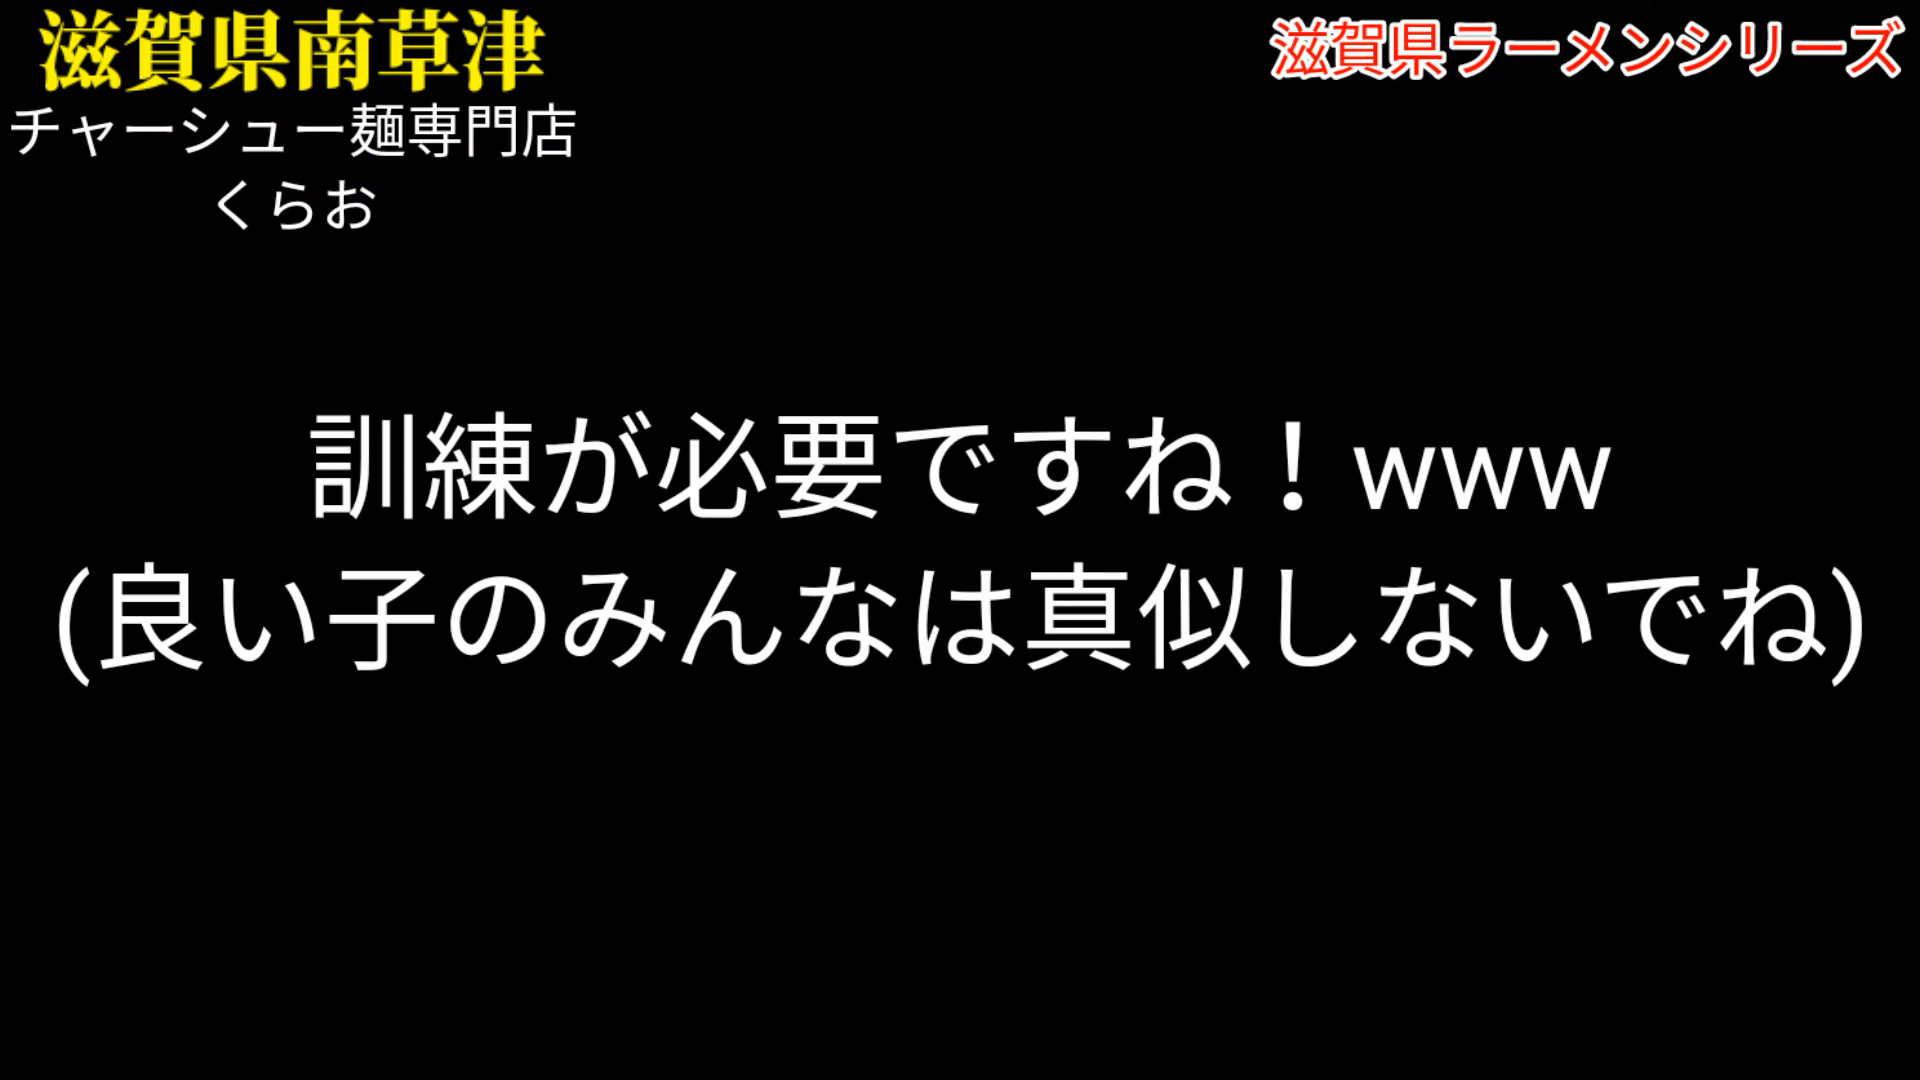 滋賀県南草津
チャーシュー麺専門店
くらお
滋賀県ラーメンシリーズ
訓練が必要ですね！www
(良い子のみんなは真似しないでね)